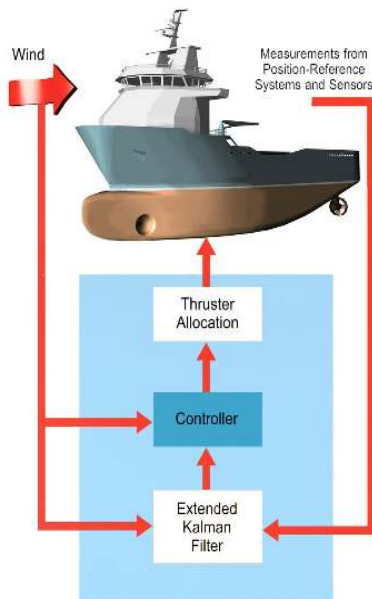 Wind
Measurements from
Position-Reference
Systems and Sensors
Thruster
Allocation
Controller
Extended
Kalman
Filter